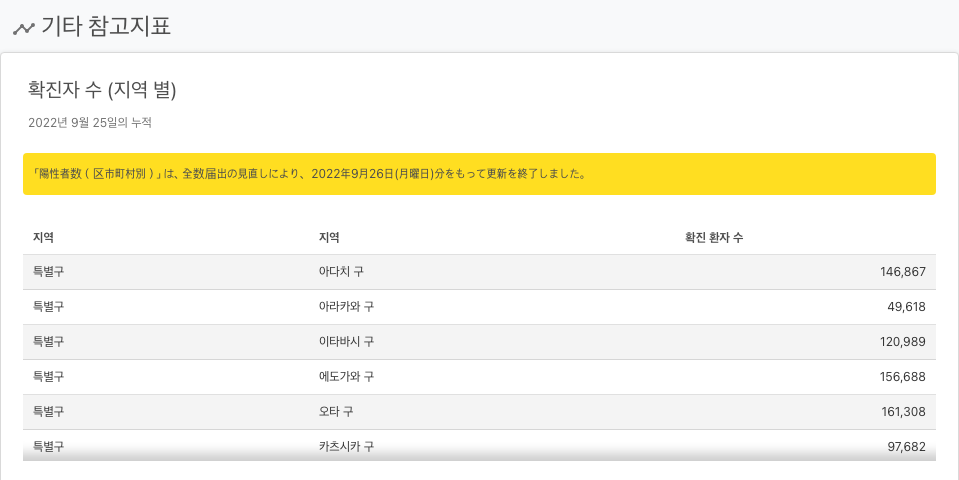 기타 참고지표
확진자 수 (지역 별)
2022년 9월 25일의 누적
「陽性者数（区市町村別）」は、全数届出の見直しにより、2022年9月26日(月曜日)分をもって更新を終了しました。
지역 지역 확진 환자 수
특별구 아다치 구 146,867
특별구 아라카와 구 49,618
특별구 이타바시 구 120,989
특별구 에도가와 구 156,688
특별구 오타 구 161,308
특별구 카츠시카 구 97,682